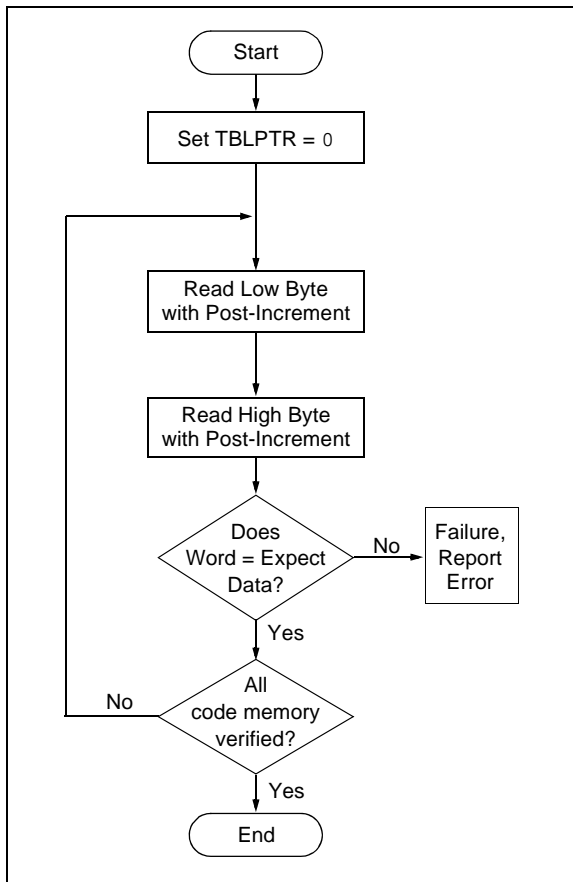 Start
Set TBLPTR = 0
Read Low Byte
with Post-Increment
Read High Byte
with Post-Increment
Does
Word = Expect
Data?
No
Failure,
Report
Error
Yes
All
code memory
verified?
No
Yes
End